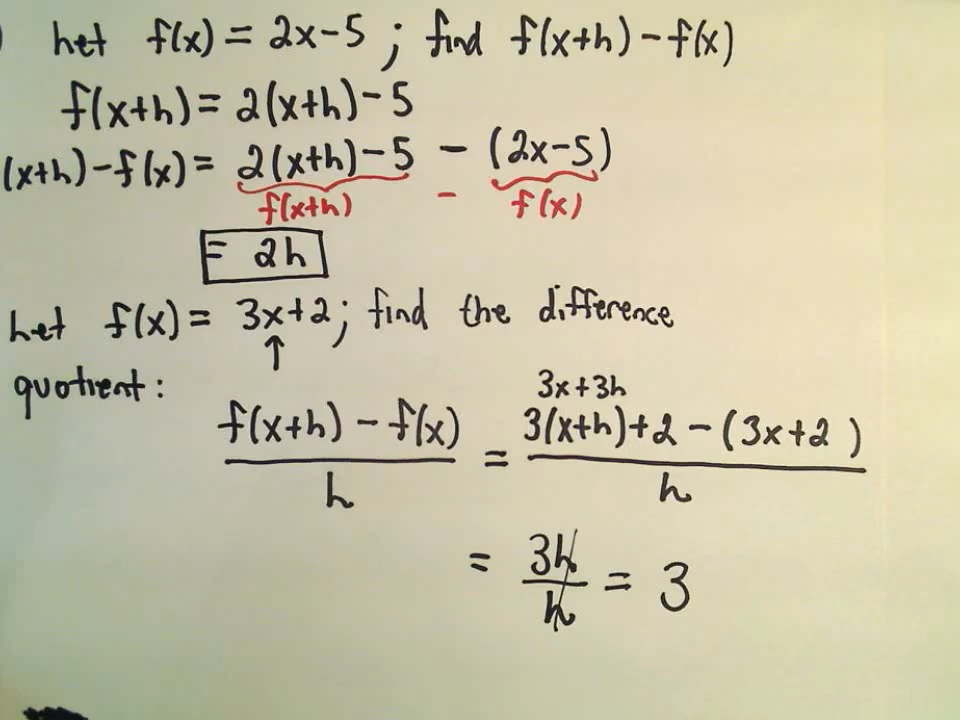 ) Let f(x) = 2x-5 ; find f(x+h) - f(x)
f(x+h) = 2(x+h) - 5
(x+h) - f(x) = 2(x+h) - 5 - (2x-5)
f(x+h) - f(x)
= 2h
Let f(x) = 3x+2 ; find the difference
↑
quotient:
3x+3h
f(x+h) - f(x) / h = 3(x+h)+2 - (3x+2) / h
= 3h / h = 3